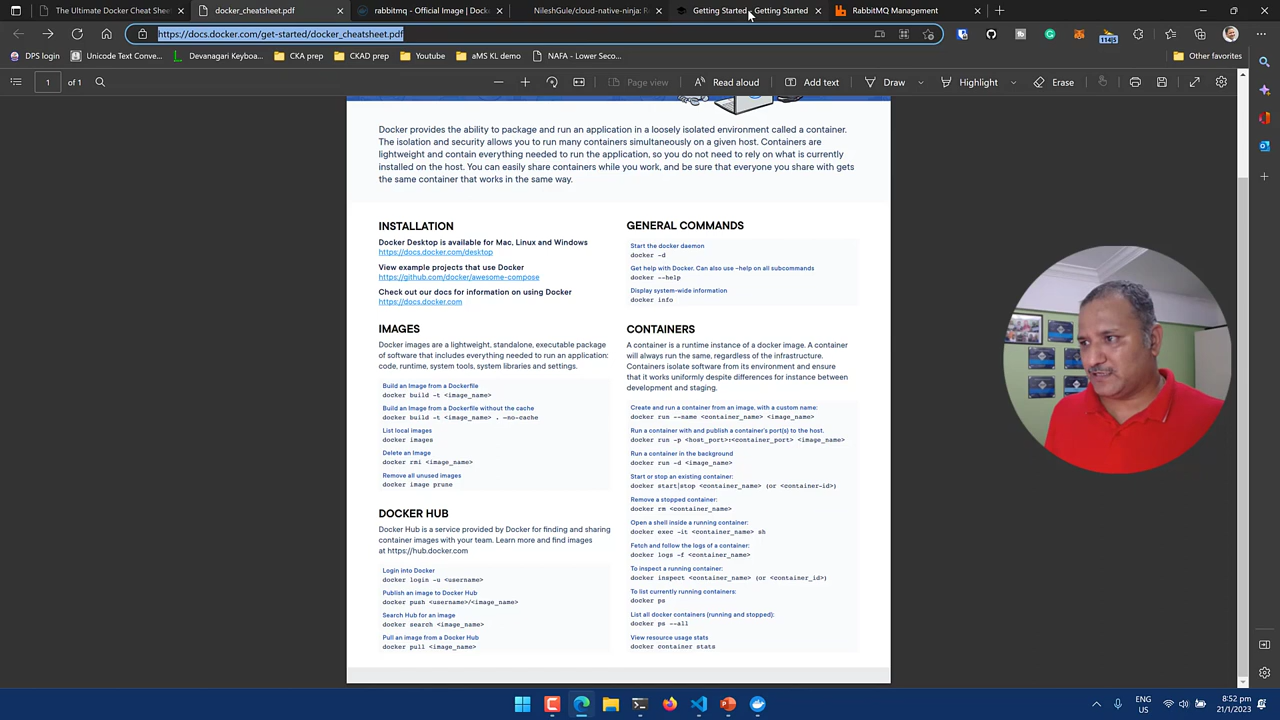 The Ultimate Docker Cheat Shee
rabbitmq - Official Image | Do
NileshGule/pluralsight-ninja: R
Getting Started | Getting Started
RabbitMQ Management
https://docs.docker.com/get-started/docker_cheatsheet.pdf
11645
Devanagari Keyboa...
CKA prep
CKAD prep
Youtube
aMS KL demo
NAFA - Lower Seco...
Other favorites
1
of 1
Page view
Read aloud
Add text
Draw
Highlight
Docker provides the ability to package and run an application in a loosely isolated environment called a container.
The isolation and security allows you to run many containers simultaneously on a given host. Containers are
lightweight and contain everything needed to run the application, so you do not need to rely on what is currently
installed on the host. You can easily share containers while you work, and be sure that everyone you share with gets
the same container that works in the same way.
INSTALLATION
Docker Desktop is available for Mac, Linux and Windows
https://docs.docker.com/desktop
View example projects that use Docker
https://github.com/docker/awesome-compose
Check out our docs for information on using Docker
https://docs.docker.com
IMAGES
Docker images are a lightweight, standalone, executable package
of software that includes everything needed to run an application:
code, runtime, system tools, system libraries and settings.
Build an Image from a Dockerfile
docker build -t <image_name>
Build an Image from a Dockerfile without the cache
docker build -t <image_name> . –no-cache
List local images
docker images
Delete an Image
docker rmi <image_name>
Remove all unused images
docker image prune
DOCKER HUB
Docker Hub is a service provided by Docker for finding and sharing
container images with your team. Learn more and find images
at https://hub.docker.com
Login into Docker
docker login -u <username>
Publish an image to Docker Hub
docker push <username>/<image_name>
Search Hub for an image
docker search <image_name>
Pull an image from a Docker Hub
docker pull <image_name>
GENERAL COMMANDS
Start the docker daemon
docker -d
Get help with Docker. Can also use –help on all subcommands
docker --help
Display system-wide information
docker info
CONTAINERS
A container is a runtime instance of a docker image. A container
will always run the same, regardless of the infrastructure.
Containers isolate software from its environment and ensure
that it works uniformly despite differences for instance between
development and staging.
Create and run a container from an image, with a custom name:
docker run --name <container_name> <image_name>
Run a container with and publish a container's port(s) to the host.
docker run -p <host_port>:<container_port> <image_name>
Run a container in the background
docker run -d <image_name>
Start or stop an existing container:
docker start|stop <container_name> (or <container-id>)
Remove a stopped container:
docker rm <container_name>
Open a shell inside a running container:
docker exec -it <container_name> sh
Fetch and follow the logs of a container:
docker logs -f <container_name>
To inspect a running container:
docker inspect <container_name> (or <container_id>)
To list currently running containers:
docker ps
List all docker containers (running and stopped):
docker ps --all
View resource usage stats
docker container stats
ENG
US
8:52 pm
21/1/2023